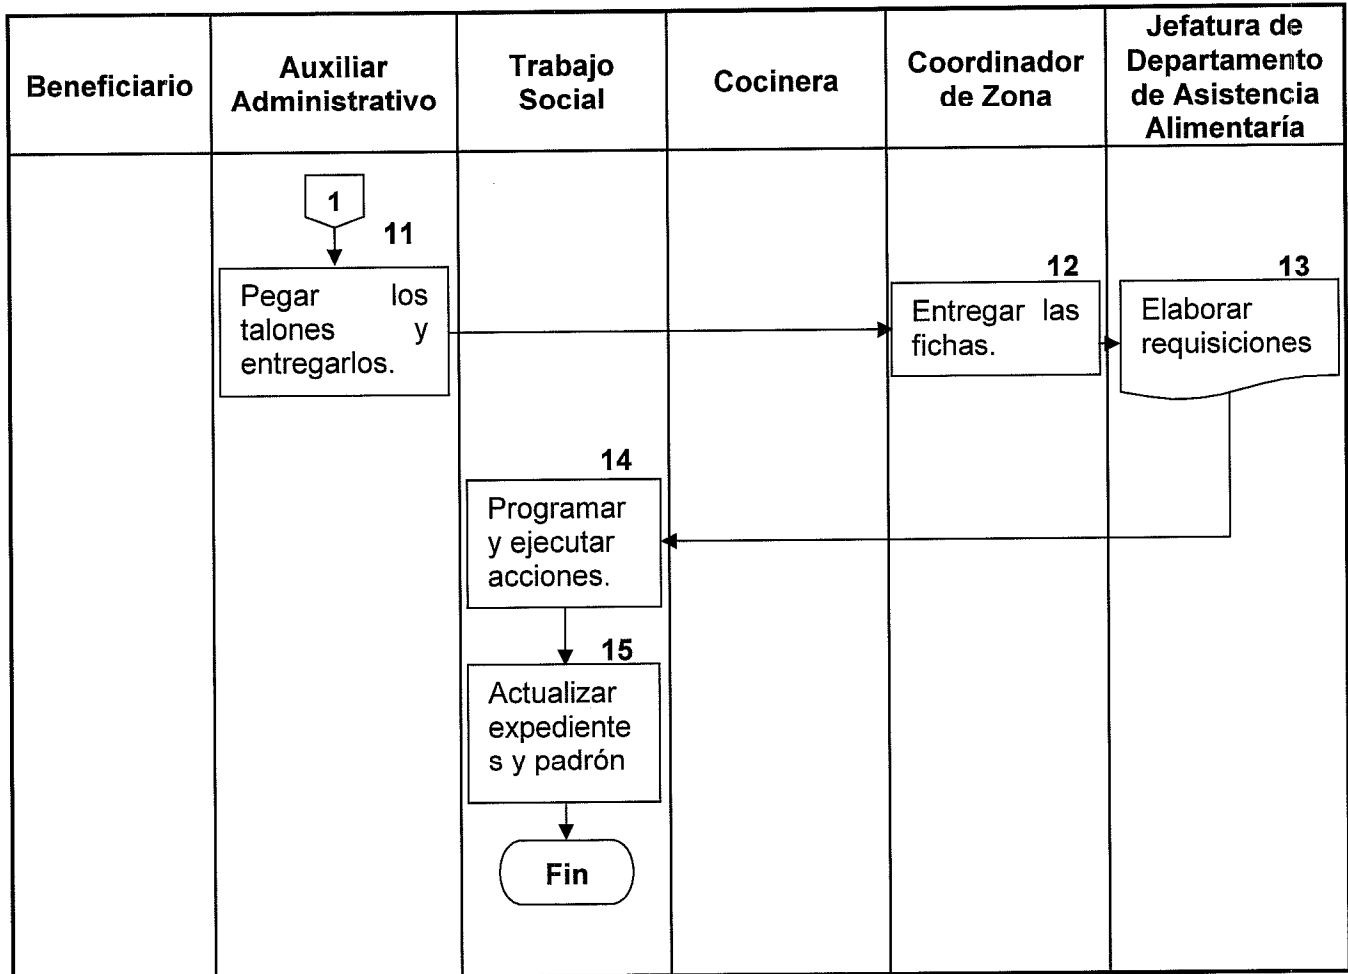 Beneficiario
Auxiliar
Administrativo
Trabajo
Social
Cocinera
Coordinador
de Zona
Jefatura de
Departamento
de Asistencia
Alimentaría
1
11
Pegar los
talones y
entregarlos.
12
Entregar las
fichas.
13
Elaborar
requisiciones
14
Programar
y ejecutar
acciones.
15
Actualizar
expediente
s y padrón
Fin